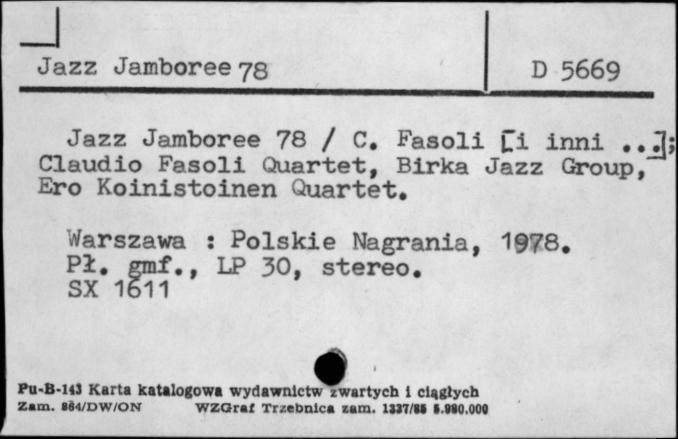 Jazz Jamboree 78
D 5669
Jazz Jamboree 78 / C. Fasoli [i inni ...];
Claudio Fasoli Quartet, Birka Jazz Group,
Ero Koinistoinen Quartet.
Warszawa : Polskie Nagrania, 1978.
Pł. gmf., LP 30, stereo.
SX 1611
Pu-B-143 Karta katalogowa wydawnictw zwartych i ciągłych
Zam. 884/DW/ON WZGraf Trzebnica zam. 1337/85 5.980.000